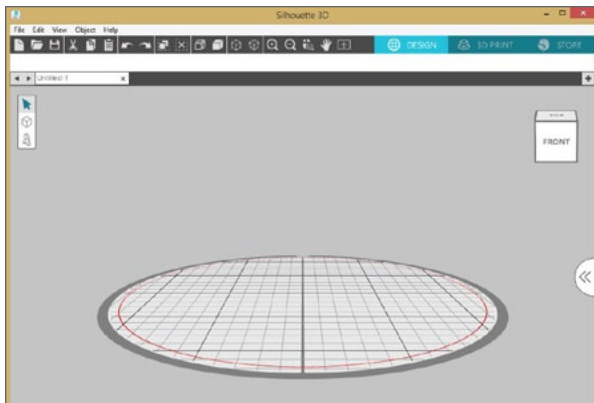 Silhouette 3D
File Edit View Object Help
DESIGN 3D PRINT STORE
Untitled-1 x
FRONT